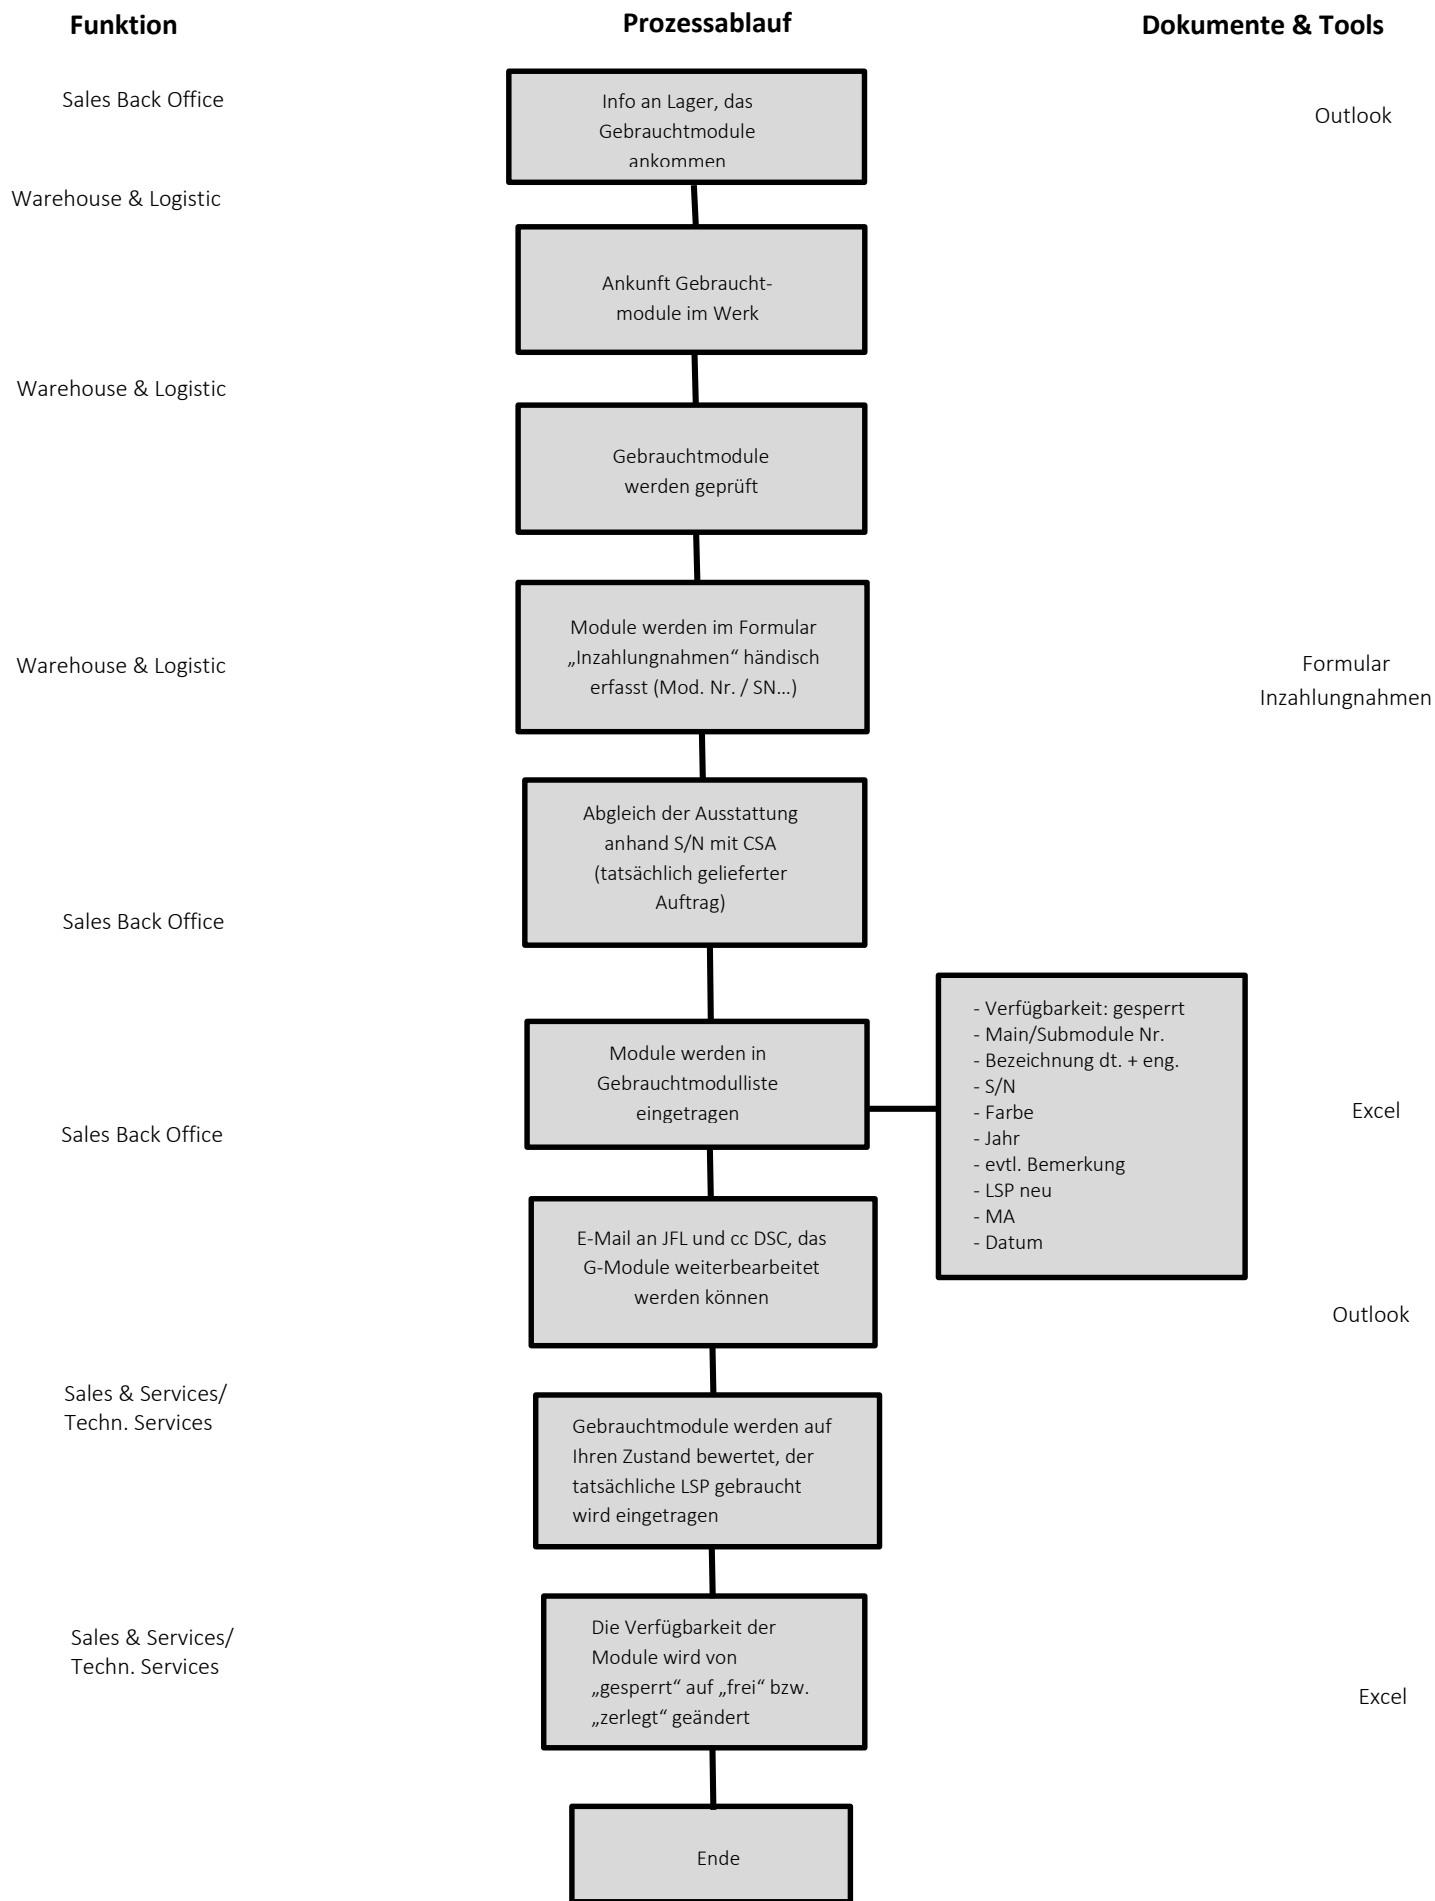 Funktion
Prozessablauf
Dokumente & Tools
Sales Back Office
Info an Lager, das
Gebrauchtmodule
ankommen
Outlook
Warehouse & Logistic
Ankunft Gebraucht-
module im Werk
Warehouse & Logistic
Gebrauchtmodule
werden geprüft
Warehouse & Logistic
Module werden im Formular
„Inzahlungnahmen“ händisch
erfasst (Mod. Nr. / SN…)
Formular
Inzahlungnahmen
Abgleich der Ausstattung
anhand S/N mit CSA
(tatsächlich gelieferter
Auftrag)
Sales Back Office
Module werden in
Gebrauchtmodulliste
eingetragen
- Verfügbarkeit: gesperrt
- Main/Submodule Nr.
- Bezeichnung dt. + eng.
- S/N
- Farbe
- Jahr
- evtl. Bemerkung
- LSP neu
- MA
- Datum
Excel
Sales Back Office
E-Mail an JFL und cc DSC, das
G-Module weiterbearbeitet
werden können
Outlook
Sales & Services/
Techn. Services
Gebrauchtmodule werden auf
Ihren Zustand bewertet, der
tatsächliche LSP gebraucht
wird eingetragen
Sales & Services/
Techn. Services
Die Verfügbarkeit der
Module wird von
„gesperrt“ auf „frei“ bzw.
„zerlegt“ geändert
Excel
Ende